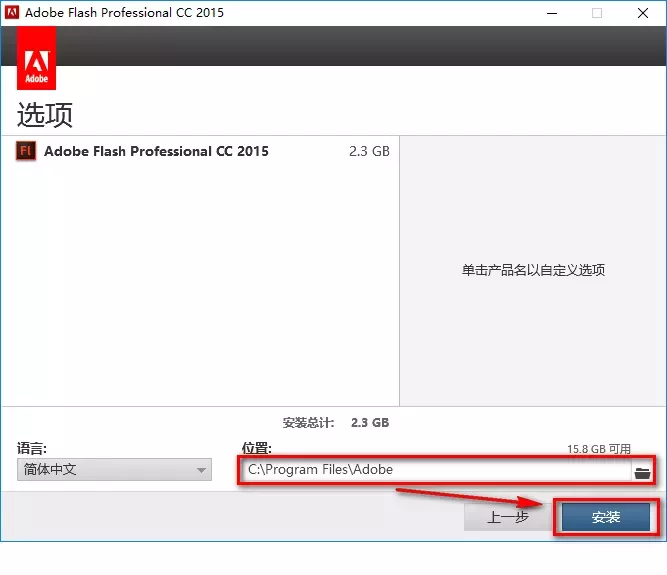 Adobe Flash Professional CC 2015
Adobe
选项
Fl Adobe Flash Professional CC 2015 2.3 GB
单击产品名以自定义选项
安装总计: 2.3 GB
语言: 位置: 15.8 GB 可用
简体中文 C:\Program Files\Adobe
上一步 安装